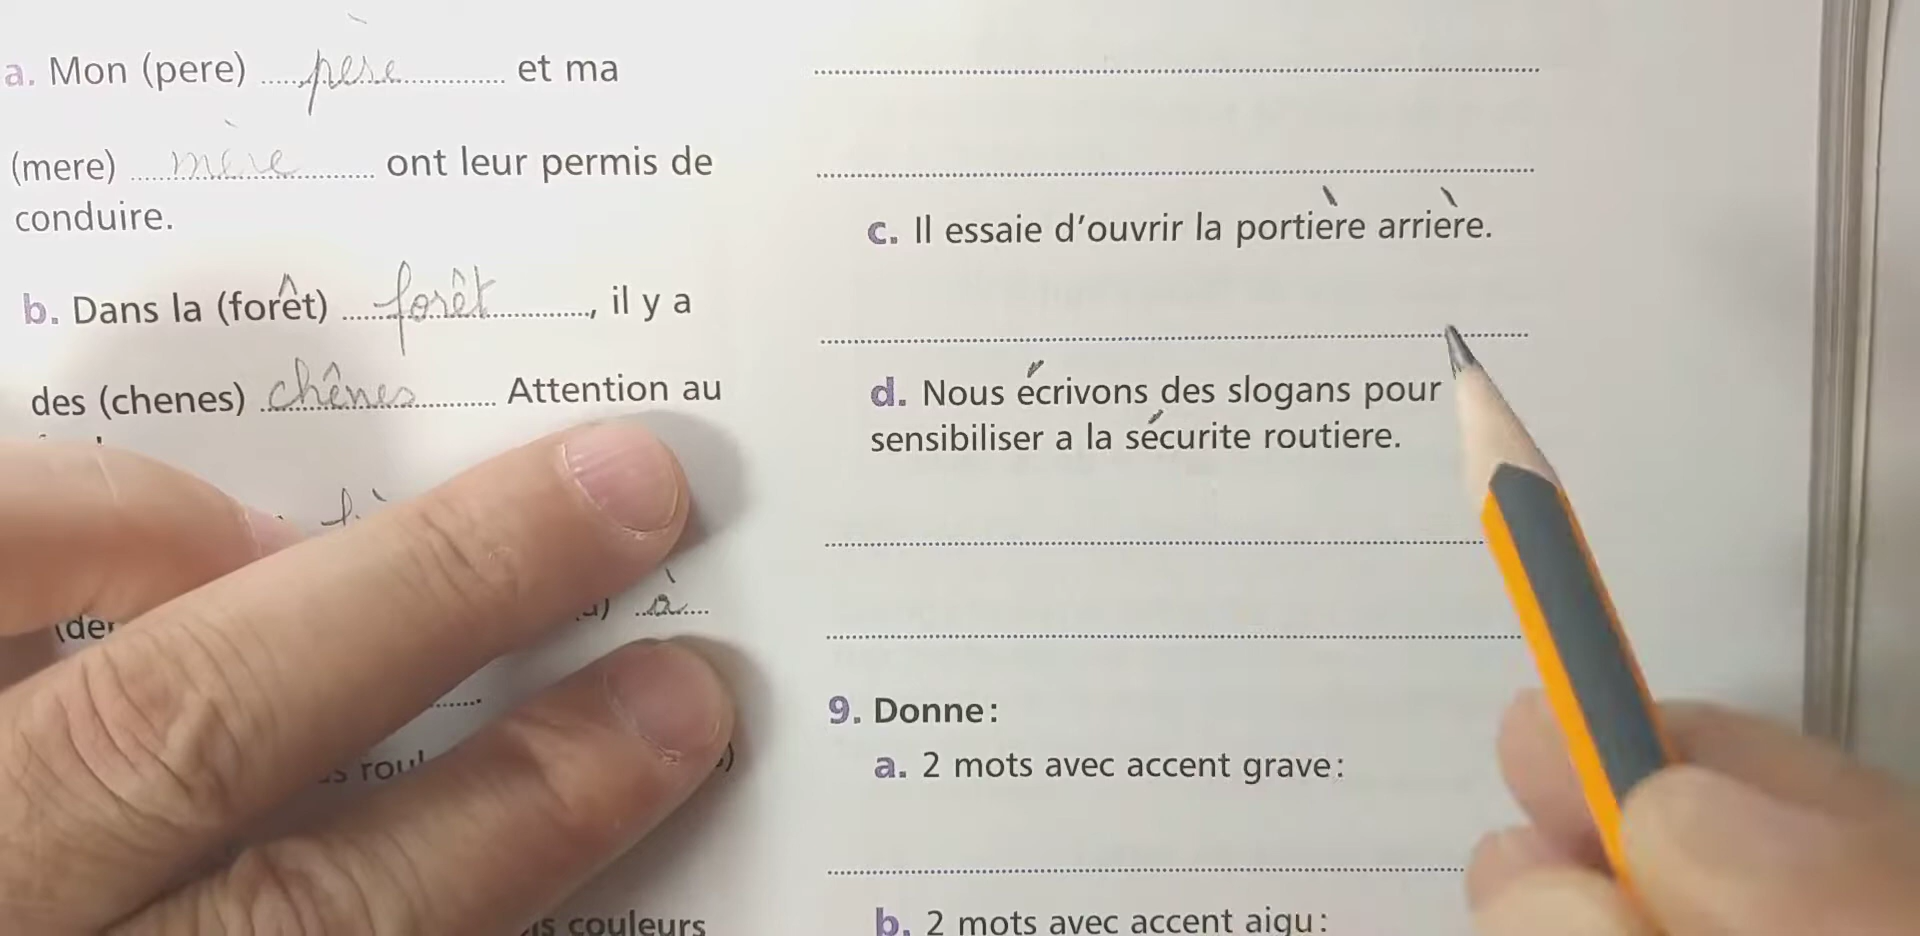 a. Mon (pere) père et ma
(mere) mère ont leur permis de
conduire.
b. Dans la (forêt) forêt, il y a
des (chenes) chênes Attention au
à
couleurs
c. Il essaie d'ouvrir la portière arrière.
d. Nous écrivons des slogans pour
sensibiliser a la sécurite routiere.
9. Donne:
a. 2 mots avec accent grave:
b. 2 mots avec accent aigu: